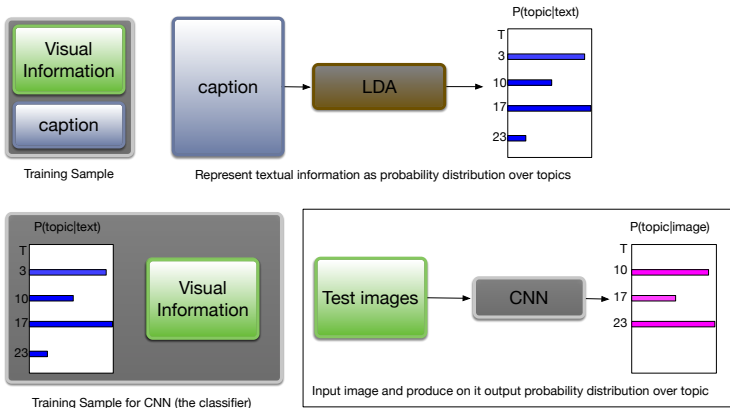 Visual
Information
caption
Training Sample
caption
LDA
P(topic|text)
T
3
10
17
23
Represent textual information as probability distribution over topics
P(topic|text)
T
3
10
17
23
Visual
Information
Training Sample for CNN (the classifier)
Test images
CNN
P(topic|image)
T
10
17
23
Input image and produce on it output probability distribution over topic